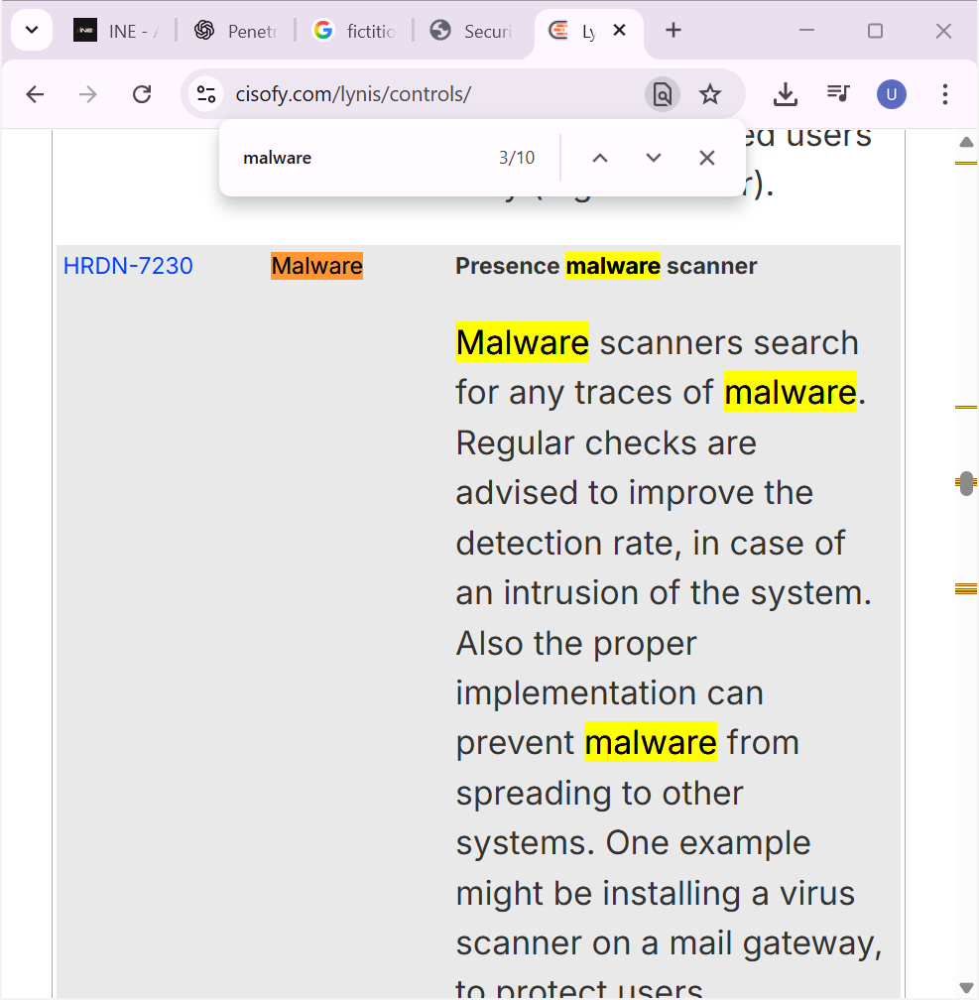 INE - A
Penetr
fictitio
Securi
Ly
cisofy.com/lynis/controls/
U
malware 3/10
ed users
r).
HRDN-7230 Malware Presence malware scanner
Malware scanners search
for any traces of malware.
Regular checks are
advised to improve the
detection rate, in case of
an intrusion of the system.
Also the proper
implementation can
prevent malware from
spreading to other
systems. One example
might be installing a virus
scanner on a mail gateway,
to protect users